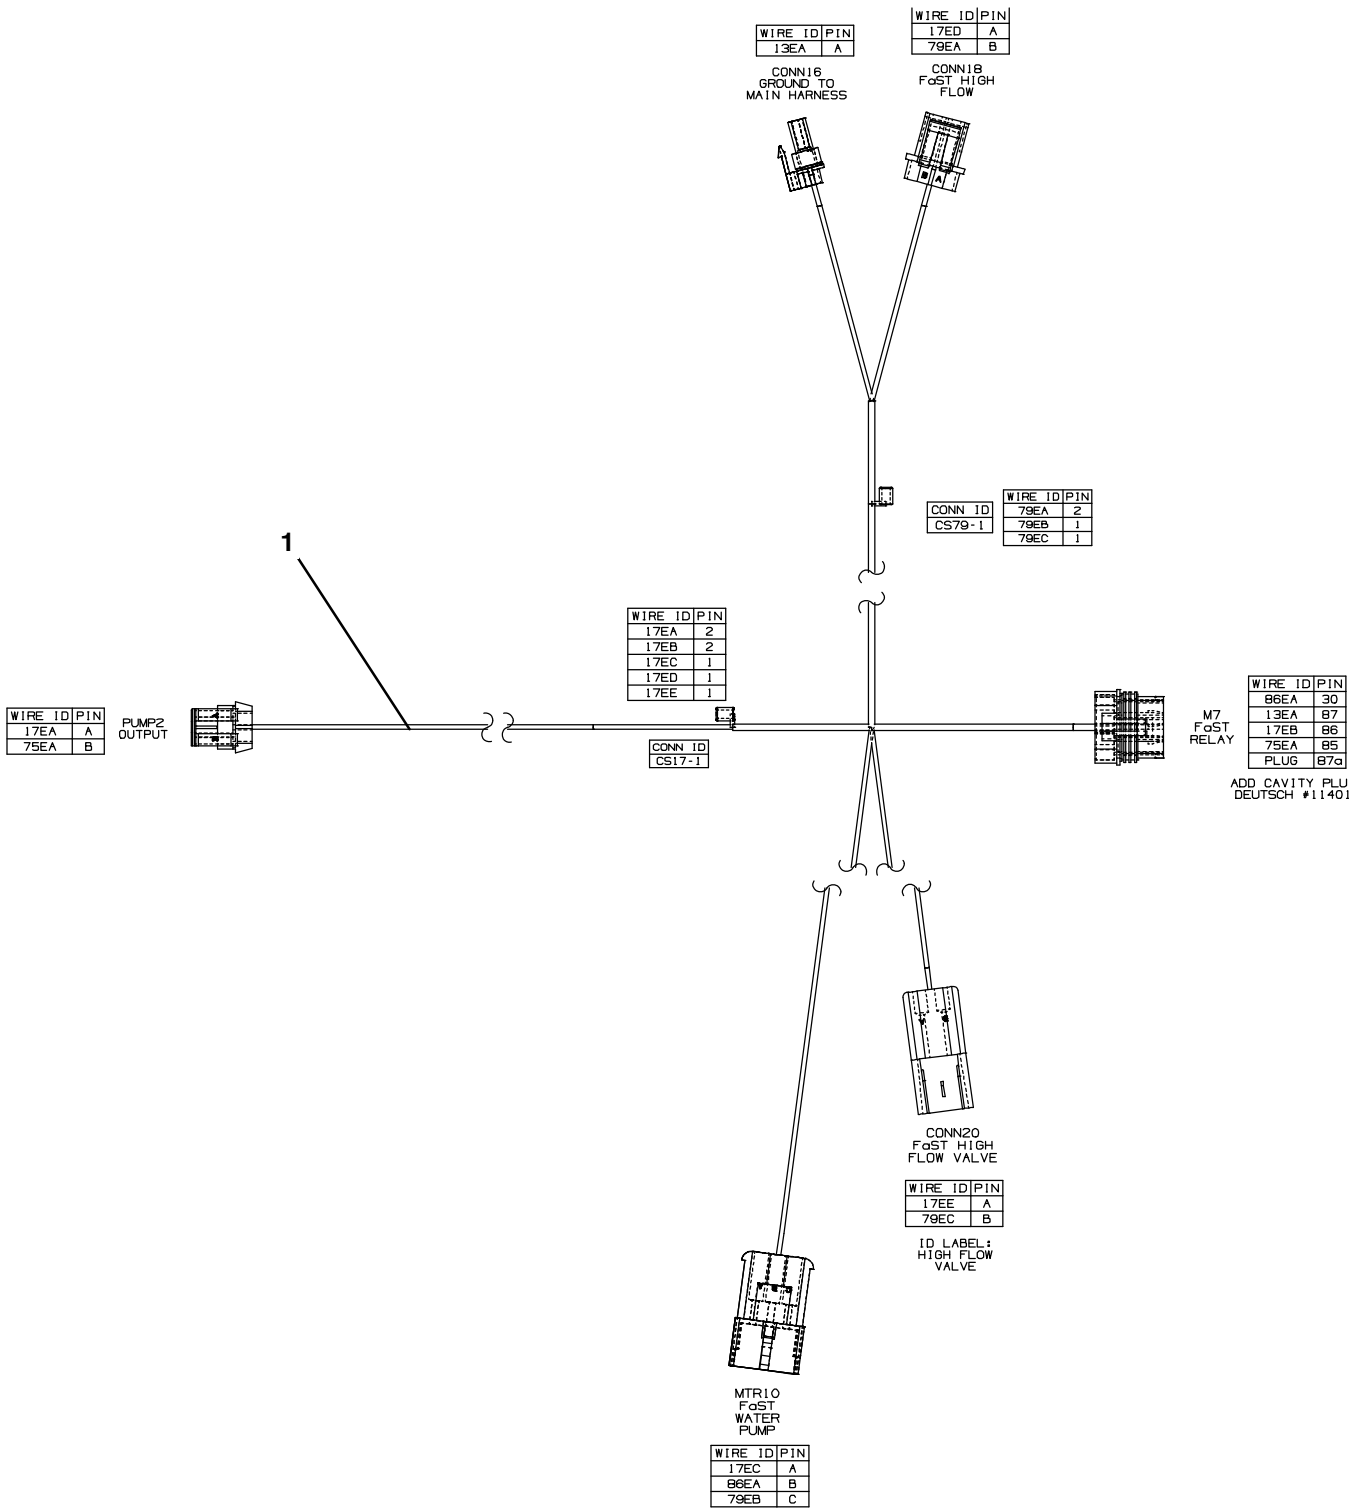 WIRE ID PIN
13EA A
CONN16
GROUND TO
MAIN HARNESS
WIRE ID PIN
17ED A
79EA B
CONN18
FaST HIGH
FLOW
B A
CONN ID
CS79-1
WIRE ID PIN
79EA 2
79EB 1
79EC 1
1
WIRE ID PIN
17EA 2
17EB 2
17EC 1
17ED 1
17EE 1
CONN ID
CS17-1
WIRE ID PIN
17EA A
75EA B
PUMP2
OUTPUT
M7
FaST
RELAY
WIRE ID PIN
86EA 30
13EA 87
17EB 86
75EA 85
PLUG 87a
ADD CAVITY PLU
DEUTSCH #11401
CONN20
FaST HIGH
FLOW VALVE
WIRE ID PIN
17EE A
79EC B
ID LABEL:
HIGH FLOW
VALVE
MTR10
FaST
WATER
PUMP
WIRE ID PIN
17EC A
86EA B
79EB C